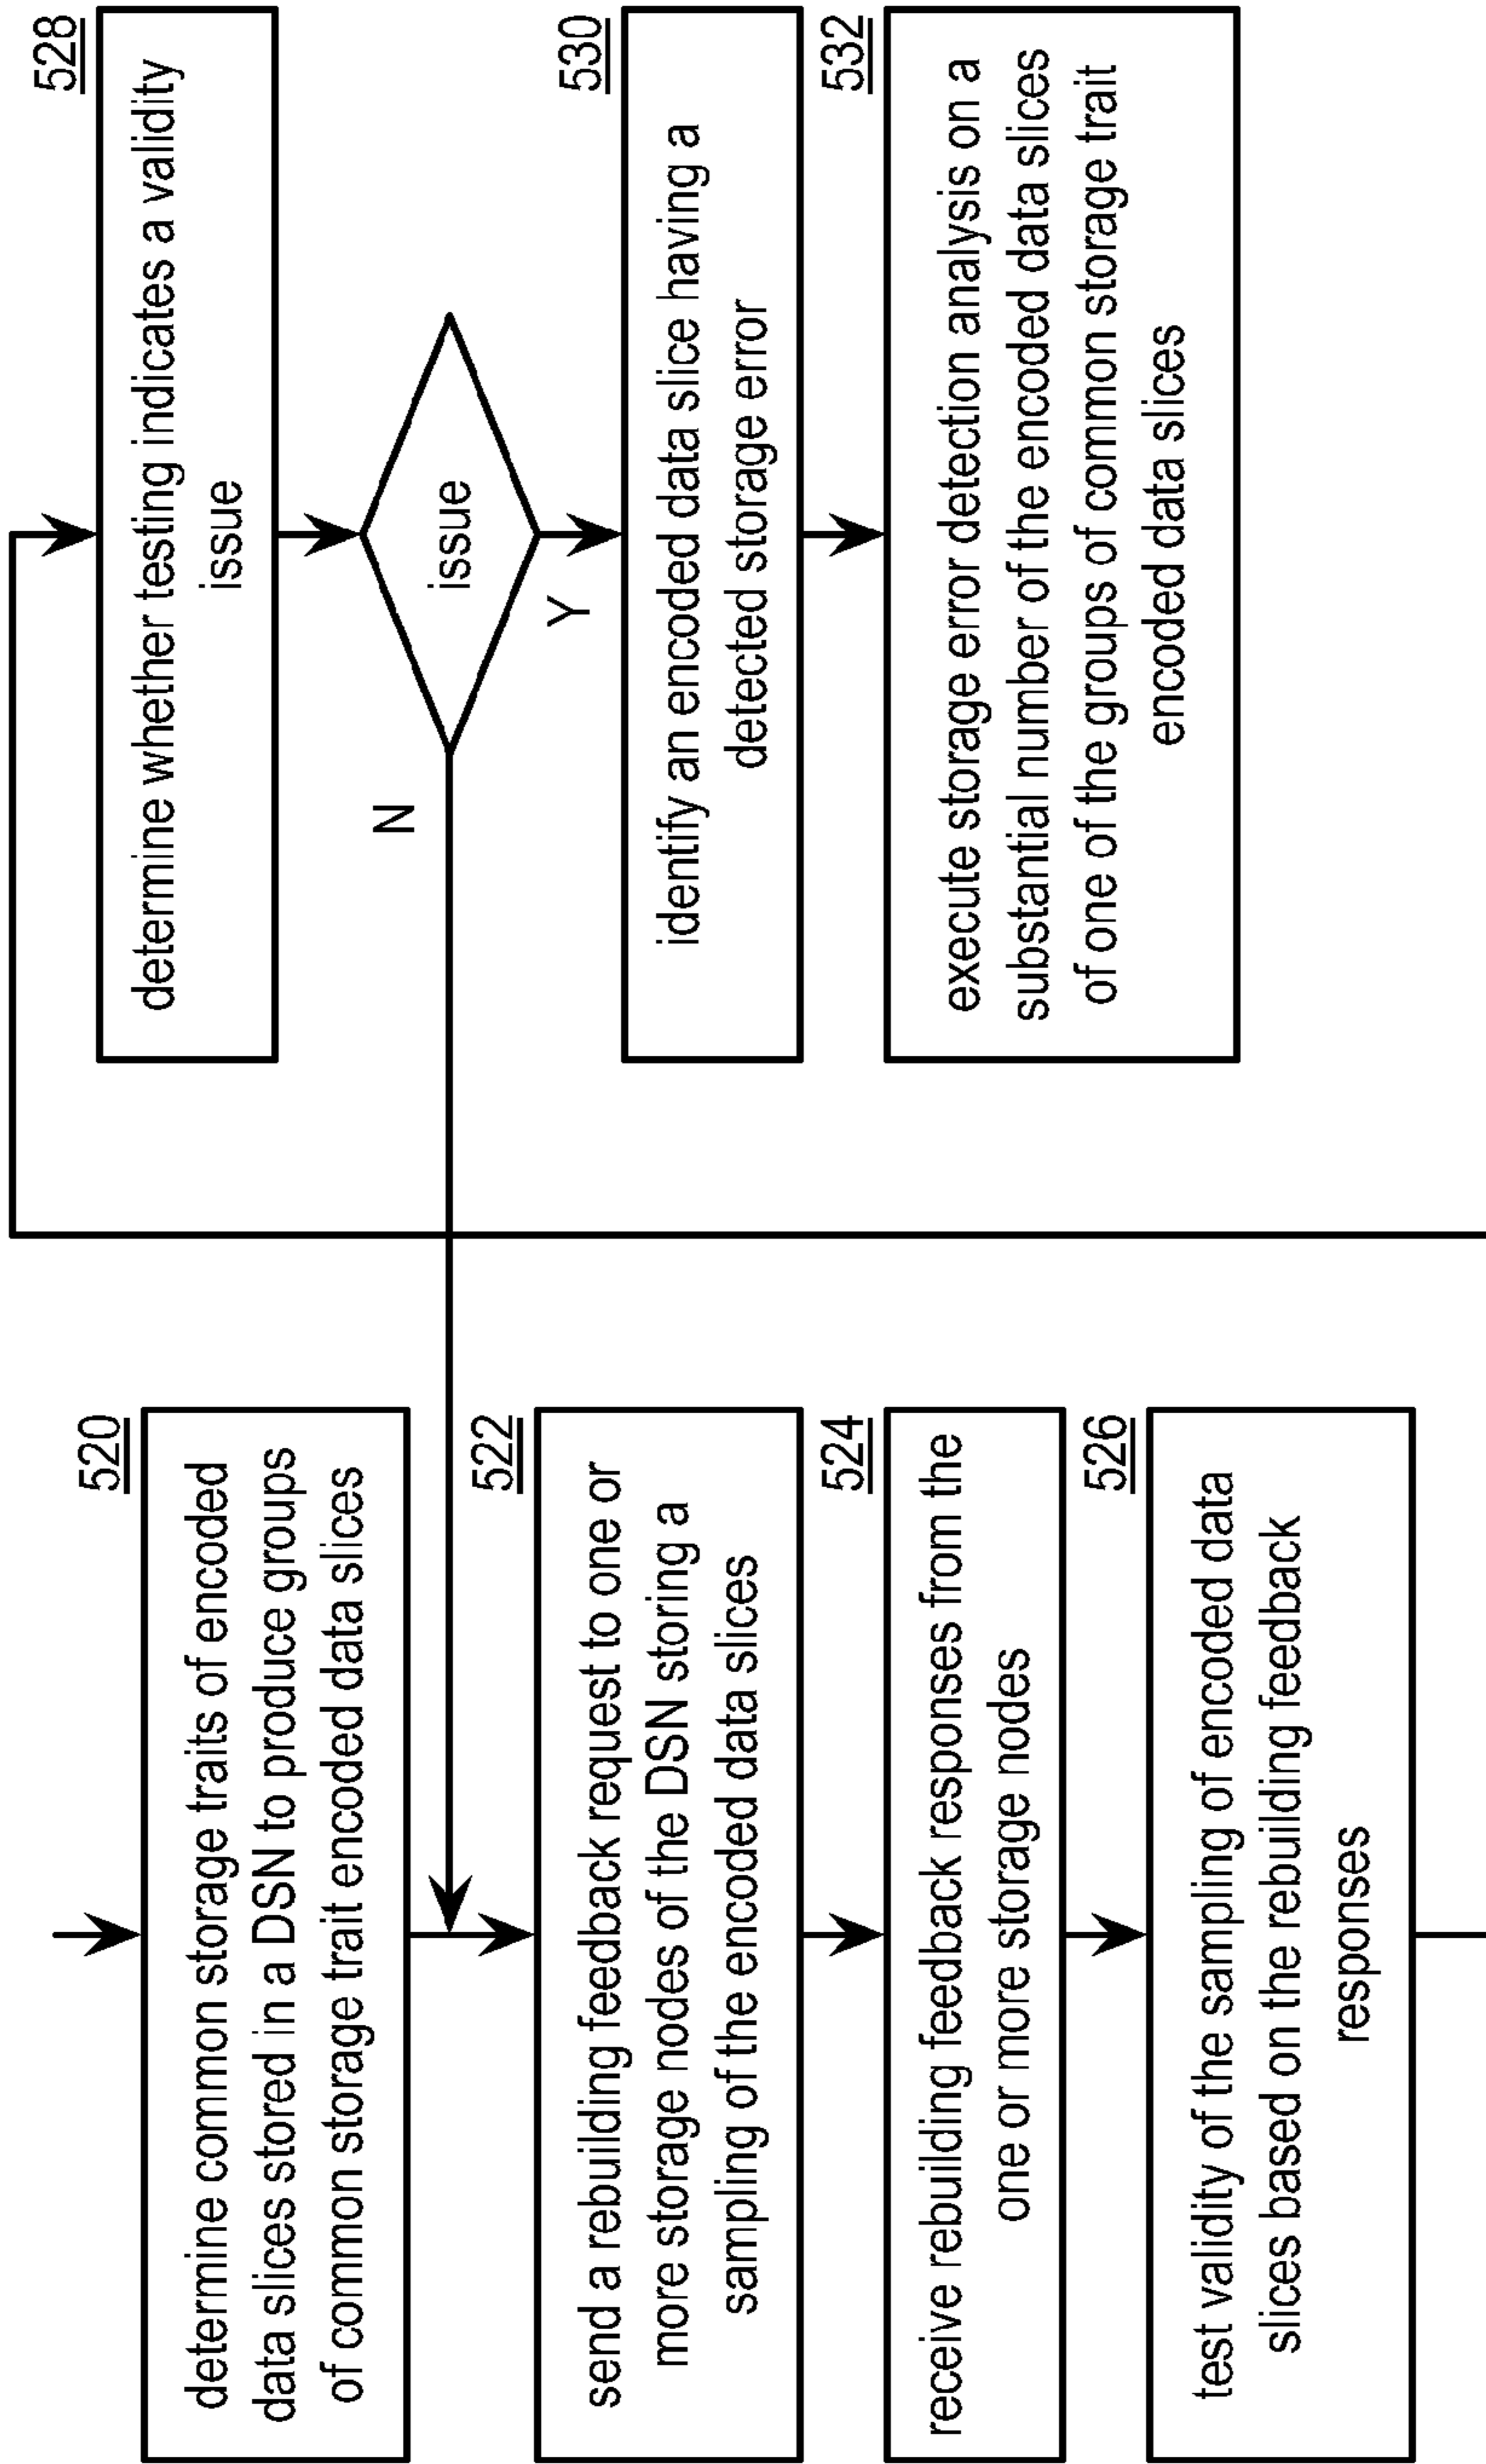 520
determine common storage traits of encoded
data slices stored in a DSN to produce groups
of common storage trait encoded data slices
522
send a rebuilding feedback request to one or
more storage nodes of the DSN storing a
sampling of the encoded data slices
524
receive rebuilding feedback responses from the
one or more storage nodes
526
test validity of the sampling of encoded data
slices based on the rebuilding feedback
responses
528
determine whether testing indicates a validity
issue
issue
N
Y
530
identify an encoded data slice having a
detected storage error
532
execute storage error detection analysis on a
substantial number of the encoded data slices
of one of the groups of common storage trait
encoded data slices